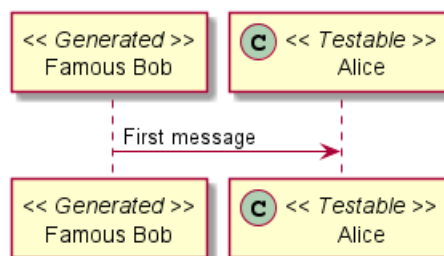 << Generated >>
Famous Bob
C << Testable >>
Alice
First message
<< Generated >>
Famous Bob
C << Testable >>
Alice